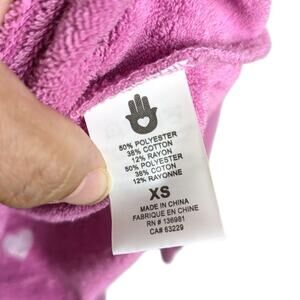 50% POLYESTER
38% COTTON
12% RAYON
50% POLYESTER
38% COTON
12% RAYONNE
XS
MADE IN CHINA
FABRIQUE EN CHINE
RN # 136981
CA# 63229